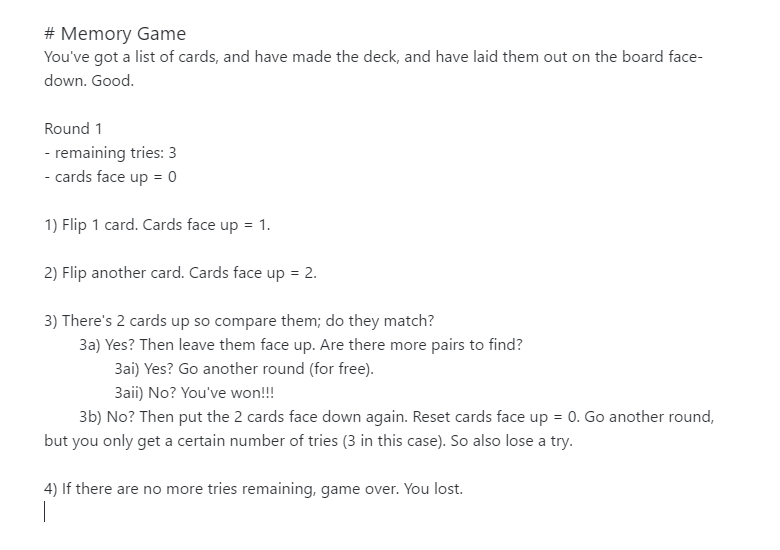 # Memory Game
You've got a list of cards, and have made the deck, and have laid them out on the board face-
down. Good.
Round 1
- remaining tries: 3
- cards face up = 0
1) Flip 1 card. Cards face up = 1.
2) Flip another card. Cards face up = 2.
3) There's 2 cards up so compare them; do they match?
3a) Yes? Then leave them face up. Are there more pairs to find?
3ai) Yes? Go another round (for free).
3aii) No? You've won!!!
3b) No? Then put the 2 cards face down again. Reset cards face up = 0. Go another round,
but you only get a certain number of tries (3 in this case). So also lose a try.
4) If there are no more tries remaining, game over. You lost.